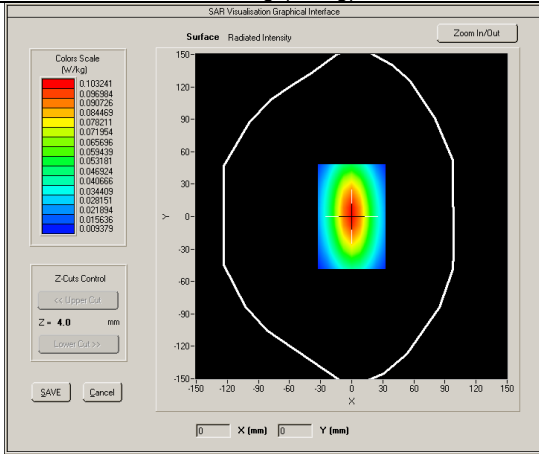 SAR Visualisation Graphical Interface
Surface Radiated Intensity
Zoom In/Out
Colors Scale
(W/kg)
0.103241
0.096984
0.090726
0.084469
0.078211
0.071954
0.065696
0.059439
0.053181
0.046924
0.040666
0.034409
0.028151
0.021894
0.015636
0.009379
Z-Cuts Control
<< Upper Cut
Z = 4.0 mm
Lower Cut >>
SAVE Cancel
150
120
90
60
30
0
-30
-60
-90
-120
-150
Y
-150 -120 -90 -60 -30 0 30 60 90 120 150
X
0 X (mm) 0 Y (mm)